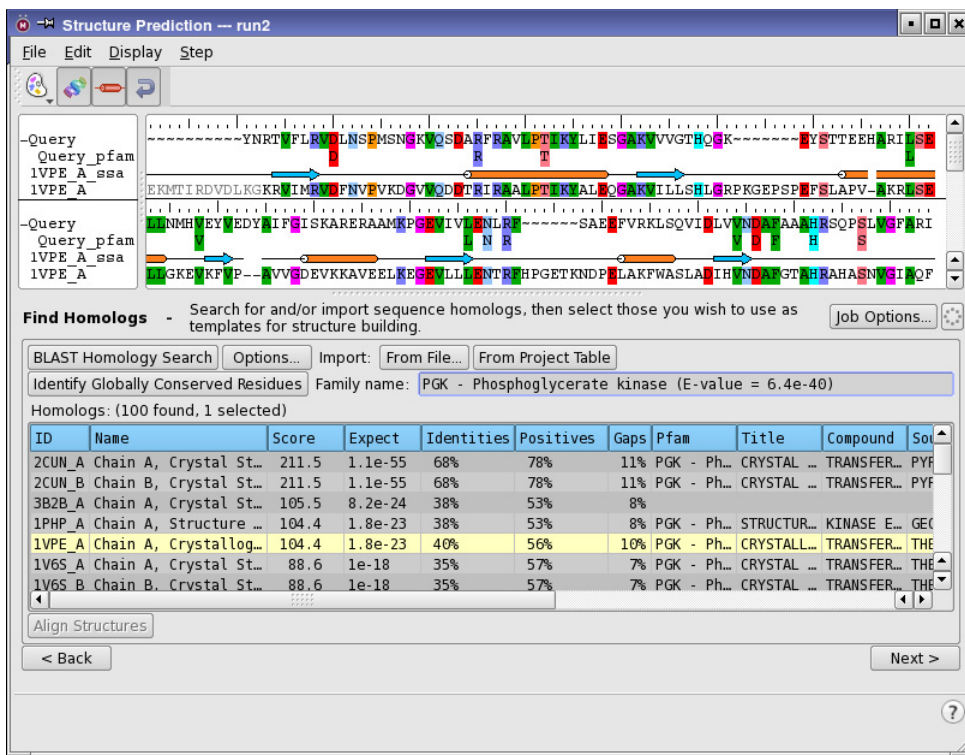 Structure Prediction --- run2
File Edit Display Step
-Query ~~~~~~~~~~YNRTVFLRVDLNSPMSNGKVQSDARFRAVLPTIKYLIESGAKVVVGTHQGK~~~~~~~EYSTTEEHARILSE
Query_pfam D R T L
1VPE_A_ssa
1VPE_A EKMTIRDVDLKGKRVIMRVDFNVPVKDGVVQDDTRIRAALPTIKYALEQGAKVILLSHLGRPKGEPSPEFSLAPV-AKRLSE
-Query LLNMHVEYVEDYAIFGISKARERAAMKPGEVIVLENLRF~~~~~~SAEEFVRKLSQVIDLVVNDAFAAAHRSQPSLVGFARI
Query_pfam V L N R V D F H S
1VPE_A_ssa
1VPE_A LLGKEVKFVP--AVVGDEVKKAVEELKEGEVLLLENTRFHPGETKNDPELAKFWASLADIHVNDAFGTAHRAHASNVGIAQF
Find Homologs - Search for and/or import sequence homologs, then select those you wish to use as templates for structure building.
Job Options...
BLAST Homology Search Options... Import: From File... From Project Table
Identify Globally Conserved Residues Family name: PGK - Phosphoglycerate kinase (E-value = 6.4e-40)
Homologs: (100 found, 1 selected)
ID Name Score Expect Identities Positives Gaps Pfam Title Compound Sou
2CUN_A Chain A, Crystal St... 211.5 1.1e-55 68% 78% 11% PGK - Ph... CRYSTAL ... TRANSFER... PYR
2CUN_B Chain B, Crystal St... 211.5 1.1e-55 68% 78% 11% PGK - Ph... CRYSTAL ... TRANSFER... PYR
3B2B_A Chain A, Crystal St... 105.5 8.2e-24 38% 53% 8%
1PHP_A Chain A, Structure ... 104.4 1.8e-23 38% 53% 8% PGK - Ph... STRUCTUR... KINASE E... GEO
1VPE_A Chain A, Crystallog... 104.4 1.8e-23 40% 56% 10% PGK - Ph... CRYSTALL... TRANSFER... THE
1V6S_A Chain A, Crystal St... 88.6 1e-18 35% 57% 7% PGK - Ph... CRYSTAL ... TRANSFER... THE
1V6S_B Chain B, Crystal St... 88.6 1e-18 35% 57% 7% PGK - Ph... CRYSTAL ... TRANSFER... THE
Align Structures
< Back Next >
?